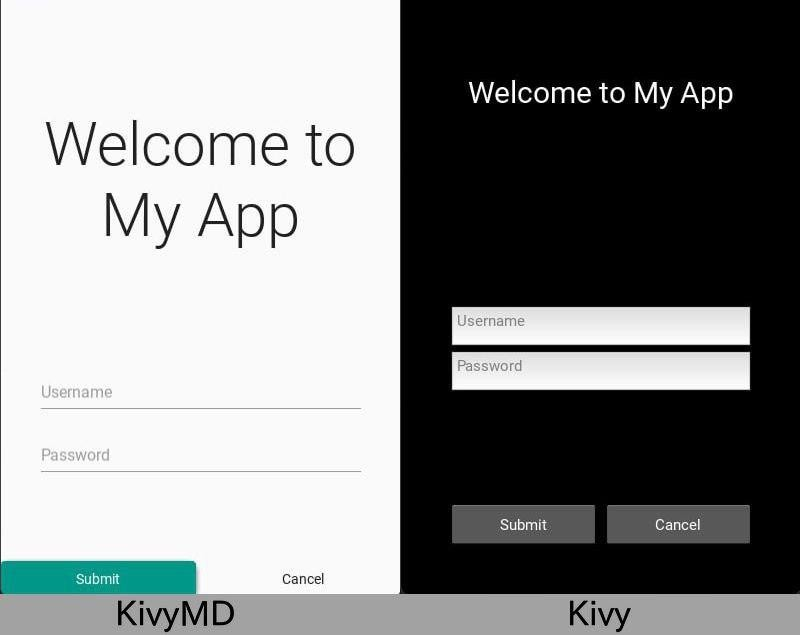 Welcome to
My App
Username
Password
Submit
Cancel
KivyMD
Welcome to My App
Username
Password
Submit
Cancel
Kivy